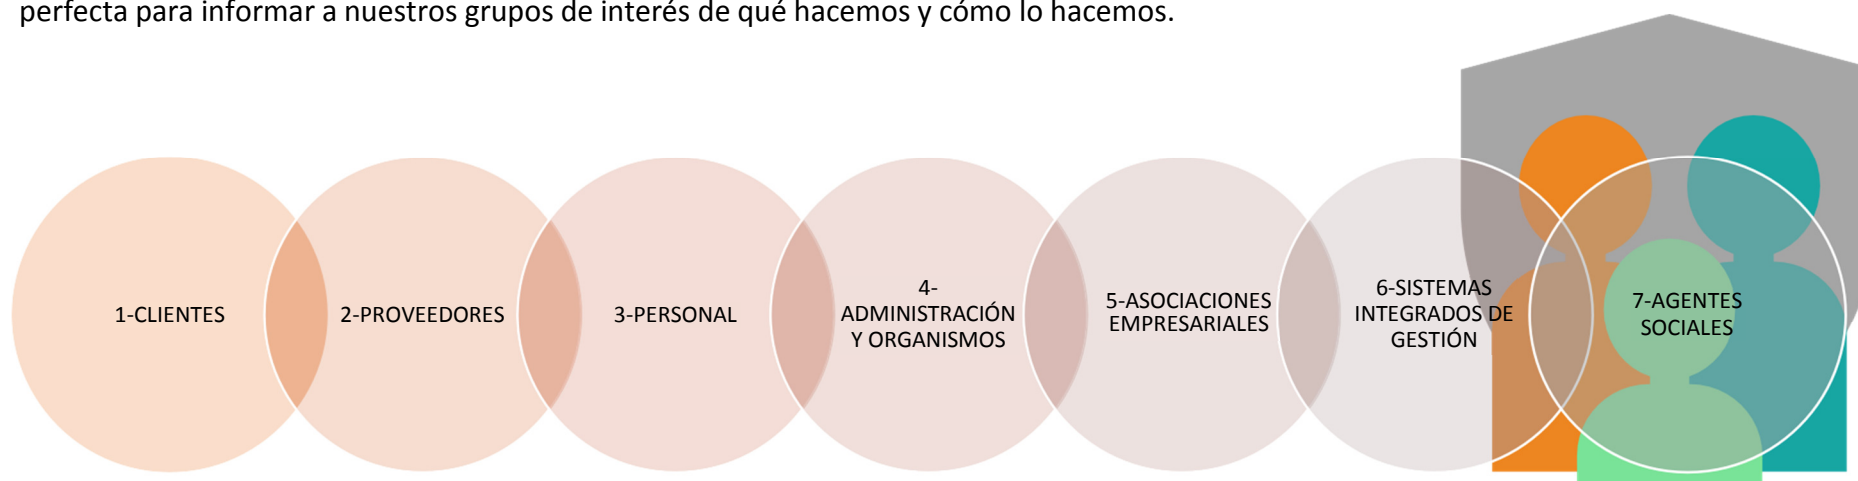 perfecta para informar a nuestros grupos de interés de qué hacemos y cómo lo hacemos.
1-CLIENTES
2-PROVEEDORES
3-PERSONAL
4-
ADMINISTRACIÓN
Y ORGANISMOS
5-ASOCIACIONES
EMPRESARIALES
6-SISTEMAS
INTEGRADOS DE
GESTIÓN
7-AGENTES
SOCIALES